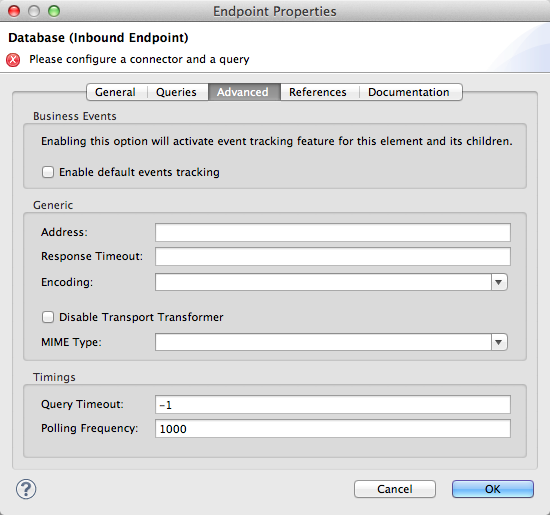 Endpoint Properties
Database (Inbound Endpoint)
Please configure a connector and a query
General Queries Advanced References Documentation
Business Events
Enabling this option will activate event tracking feature for this element and its children.
Enable default events tracking
Generic
Address:
Response Timeout:
Encoding:
Disable Transport Transformer
MIME Type:
Timings
Query Timeout: -1
Polling Frequency: 1000
? Cancel OK